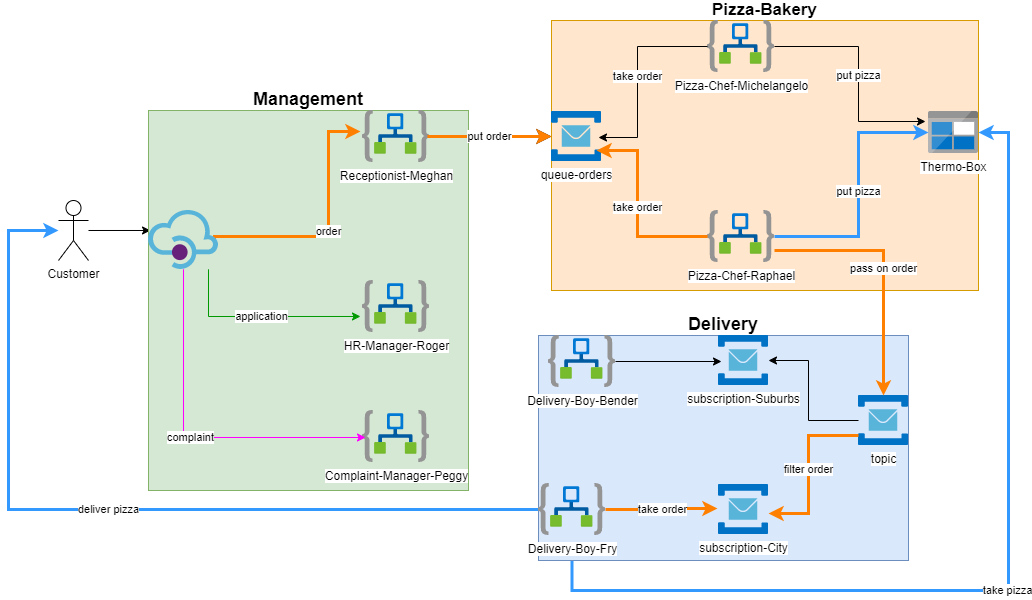 Pizza-Bakery
take order
Pizza-Chef-Michelangelo
put pizza
Management
put order
Receptionist-Meghan
queue-orders
Thermo-Box
put pizza
take order
order
Customer
Pizza-Chef-Raphael
pass on order
application
HR-Manager-Roger
Delivery
Delivery-Boy-Bender
subscription-Suburbs
complaint
topic
filter order
Complaint-Manager-Peggy
deliver pizza
take order
Delivery-Boy-Fry
subscription-City
take pizza